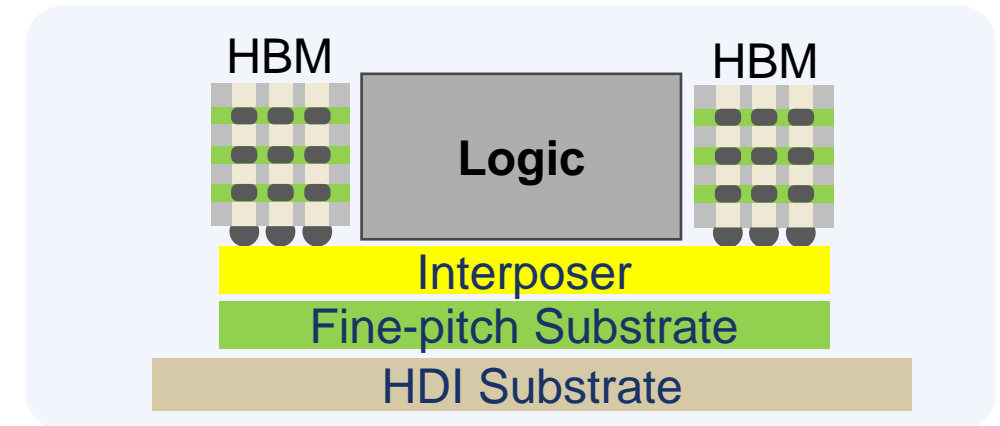 HBM
HBM
Logic
Interposer
Fine-pitch Substrate
HDI Substrate